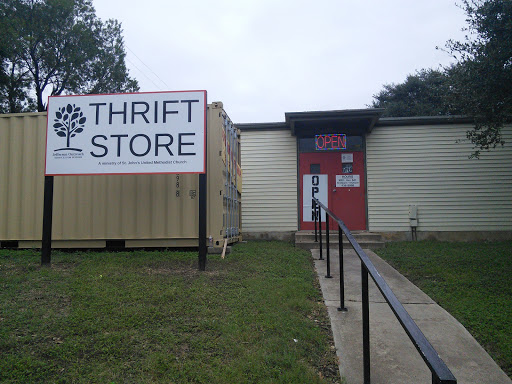 THRIFT
STORE
A ministry of St. John's United Methodist Church
OPEN
OPEN